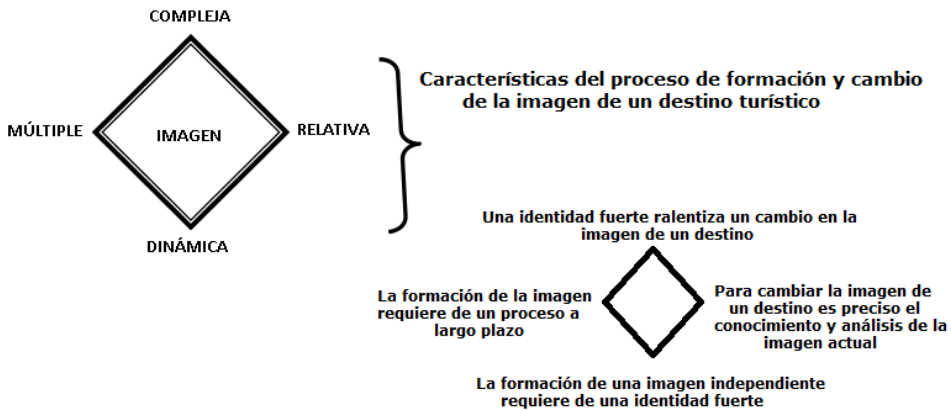 COMPLEJA
MÚLTIPLE
IMAGEN
RELATIVA
DINÁMICA
Características del proceso de formación y cambio
de la imagen de un destino turístico
Una identidad fuerte ralentiza un cambio en la
imagen de un destino
La formación de la imagen
requiere de un proceso a
largo plazo
Para cambiar la imagen de
un destino es preciso el
conocimiento y análisis de la
imagen actual
La formación de una imagen independiente
requiere de una identidad fuerte